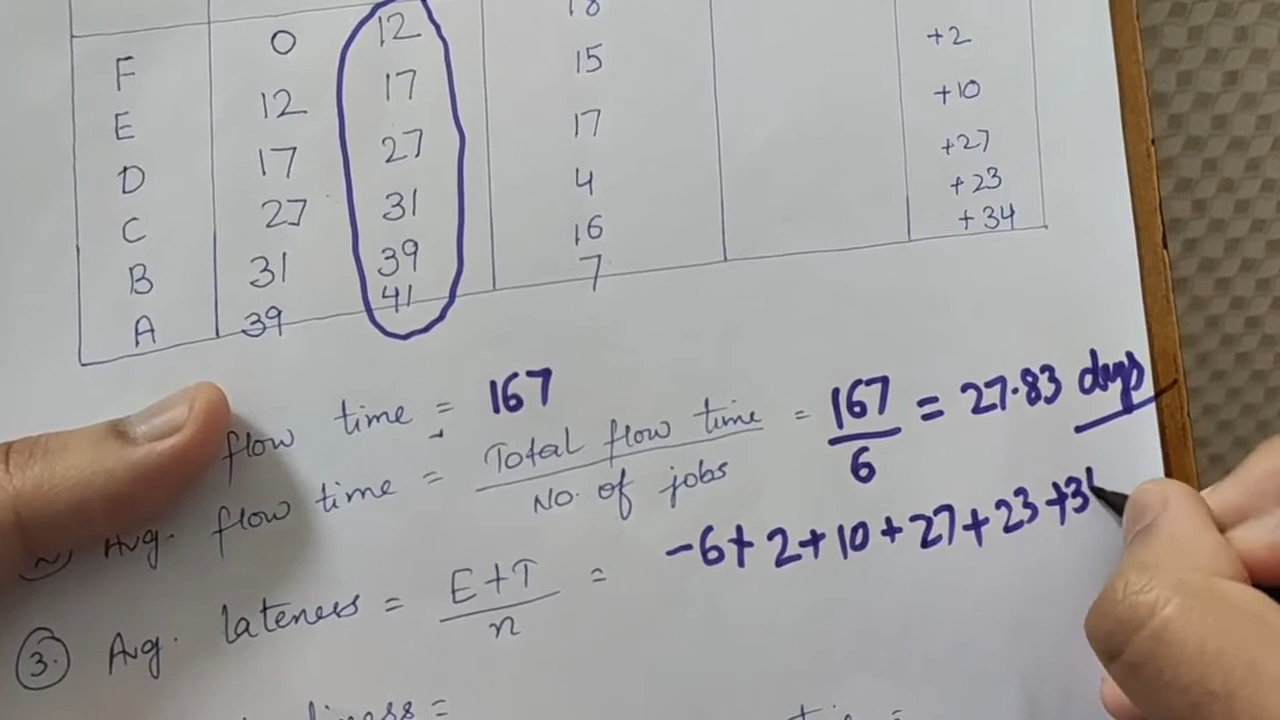 18
F 0 12 15 +2
E 12 17 17 +10
D 17 27 4 +27
C 27 31 16 +23
B 31 39 7 +34
A 39 41
flow time = 167
Avg. flow time = Total flow time / No. of jobs = 167 / 6 = 27.83 days
3. Avg. lateness = E+T / n = -6+2+10+27+23+34